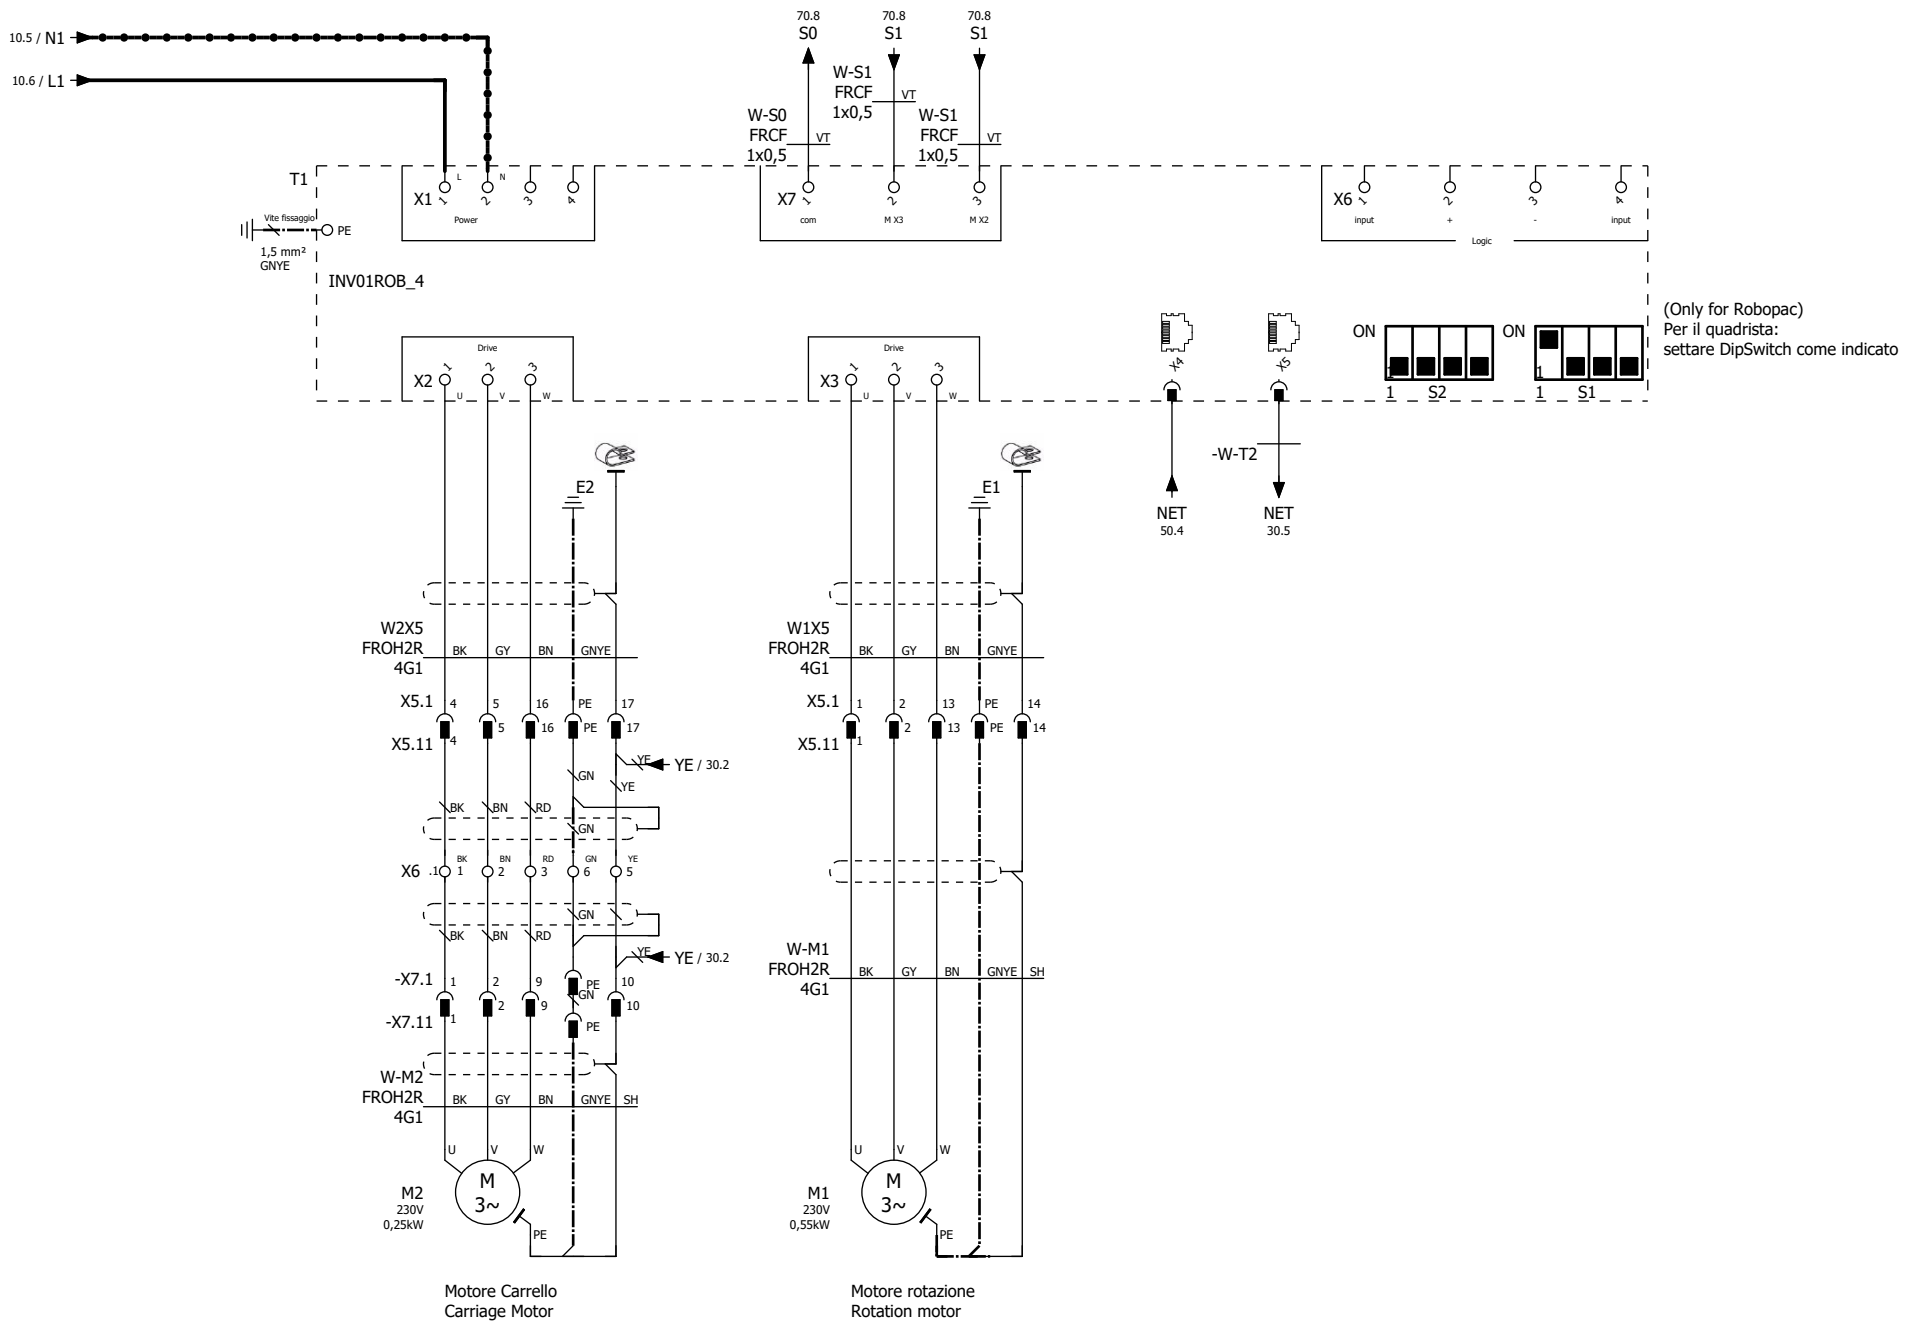 70.8
70.8
70.8
S0
S1
S1
10.5 / N1
10.6 / L1
W-S1
FRCF
1x0,5
VT
W-S0
FRCF
1x0,5
VT
W-S1
FRCF
1x0,5
VT
T1
X1
L
N
1
2
3
4
Power
X7
1
2
3
com
M X3
M X2
X6
1
2
3
4
input
+
-
input
Logic
Vite fissaggio
PE
1,5 mm²
GNYE
INV01ROB_4
(Only for Robopac)
Per il quadrista:
settare DipSwitch come indicato
ON
1
1
S2
ON
1
1
S1
Drive
X2
1
2
3
U
V
W
Drive
X3
1
2
3
U
V
W
X4
X5
-W-T2
NET
50.4
NET
30.5
E2
E1
W2X5
FROH2R
4G1
BK
GY
BN
GNYE
W1X5
FROH2R
4G1
BK
GY
BN
GNYE
X5.1
4
5
16
PE
17
X5.11
4
5
16
PE
17
X5.1
1
2
13
PE
14
X5.11
1
2
13
PE
14
YE
YE / 30.2
GN
YE
BK
BN
RD
GN
X6
.1
BK
BN
RD
GN
YE
1
2
3
6
5
GN
BK
BN
RD
YE
YE / 30.2
-X7.1
1
2
9
PE
10
GN
-X7.11
1
2
9
PE
10
W-M2
FROH2R
4G1
BK
GY
BN
GNYE
SH
W-M1
FROH2R
4G1
BK
GY
BN
GNYE
SH
U
V
W
M
3~
M2
230V
0,25kW
PE
U
V
W
M
3~
M1
230V
0,55kW
PE
Motore Carrello
Carriage Motor
Motore rotazione
Rotation motor